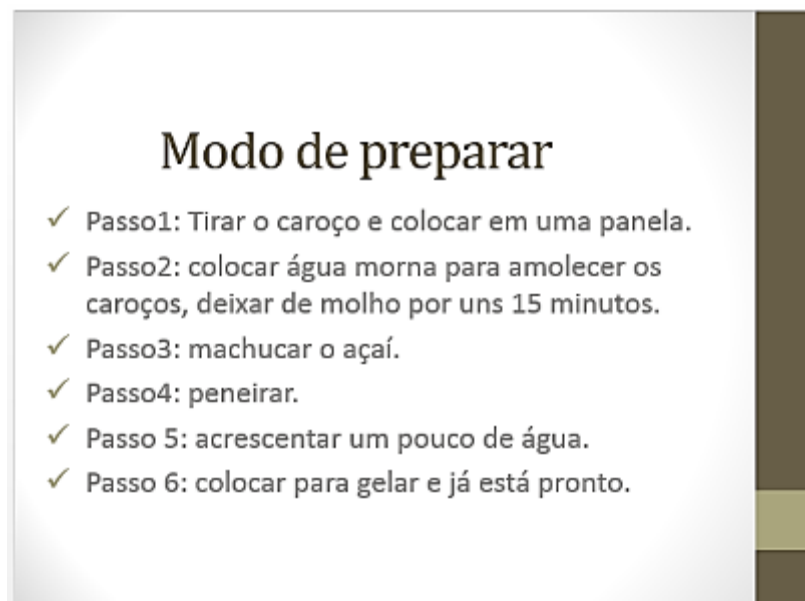 Modo de preparar
✓ Passo1: Tirar o caroço e colocar em uma panela.
✓ Passo2: colocar água morna para amolecer os
caroços, deixar de molho por uns 15 minutos.
✓ Passo3: machucar o açaí.
✓ Passo4: peneirar.
✓ Passo 5: acrescentar um pouco de água.
✓ Passo 6: colocar para gelar e já está pronto.